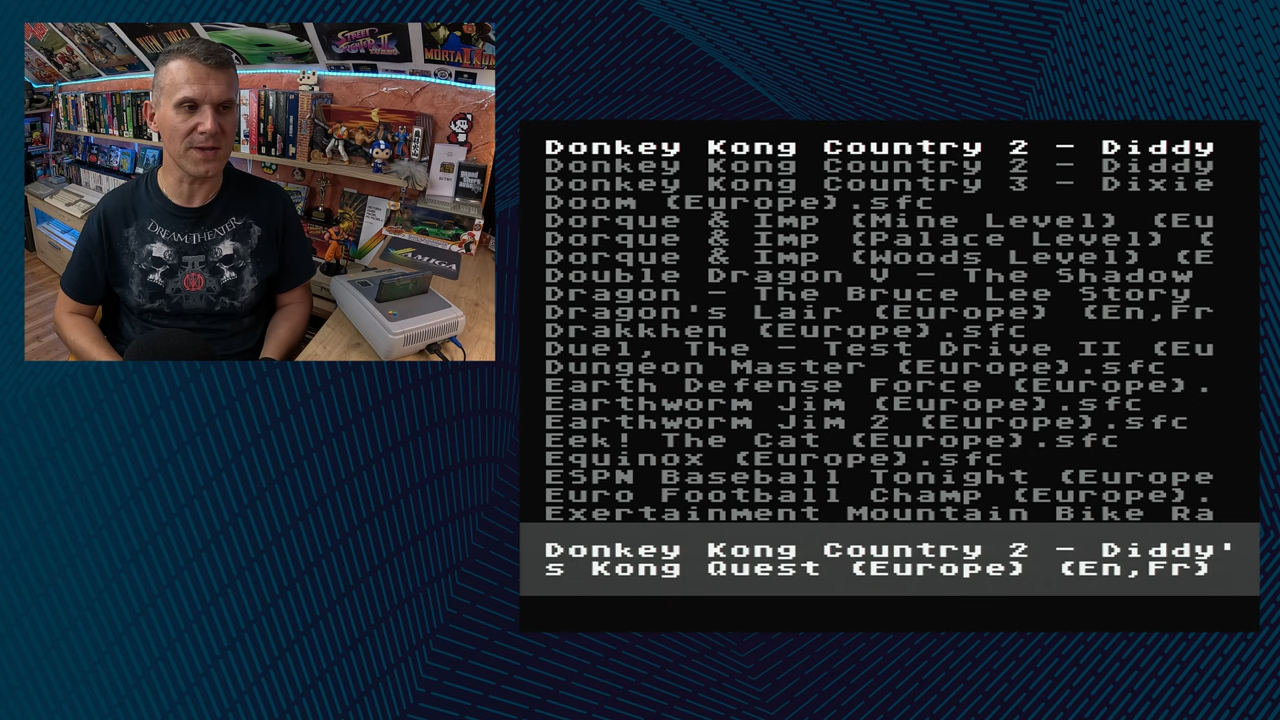 STREET
FIGHTER II
TURBO
MORTAL KOM
DREAM THEATER
AMIGA
Donkey Kong Country 2 - Diddy
Donkey Kong Country 2 - Diddy
Donkey Kong Country 3 - Dixie
Doom (Europe).sfc
Dorque & Imp (Mine Level) (Eu
Dorque & Imp (Palace Level) (
Dorque & Imp (Woods Level) (E
Double Dragon V - The Shadow
Dragon - The Bruce Lee Story
Dragon's Lair (Europe) (En,Fr
Drakkhen (Europe).sfc
Duel, The - Test Drive II (Eu
Dungeon Master (Europe).sfc
Earth Defense Force (Europe).
Earthworm Jim (Europe).sfc
Earthworm Jim 2 (Europe).sfc
Eek! The Cat (Europe).sfc
Equinox (Europe).sfc
ESPN Baseball Tonight (Europe
Euro Football Champ (Europe).
Exertainment Mountain Bike Ra
Donkey Kong Country 2 - Diddy'
s Kong Quest (Europe) (En,Fr)